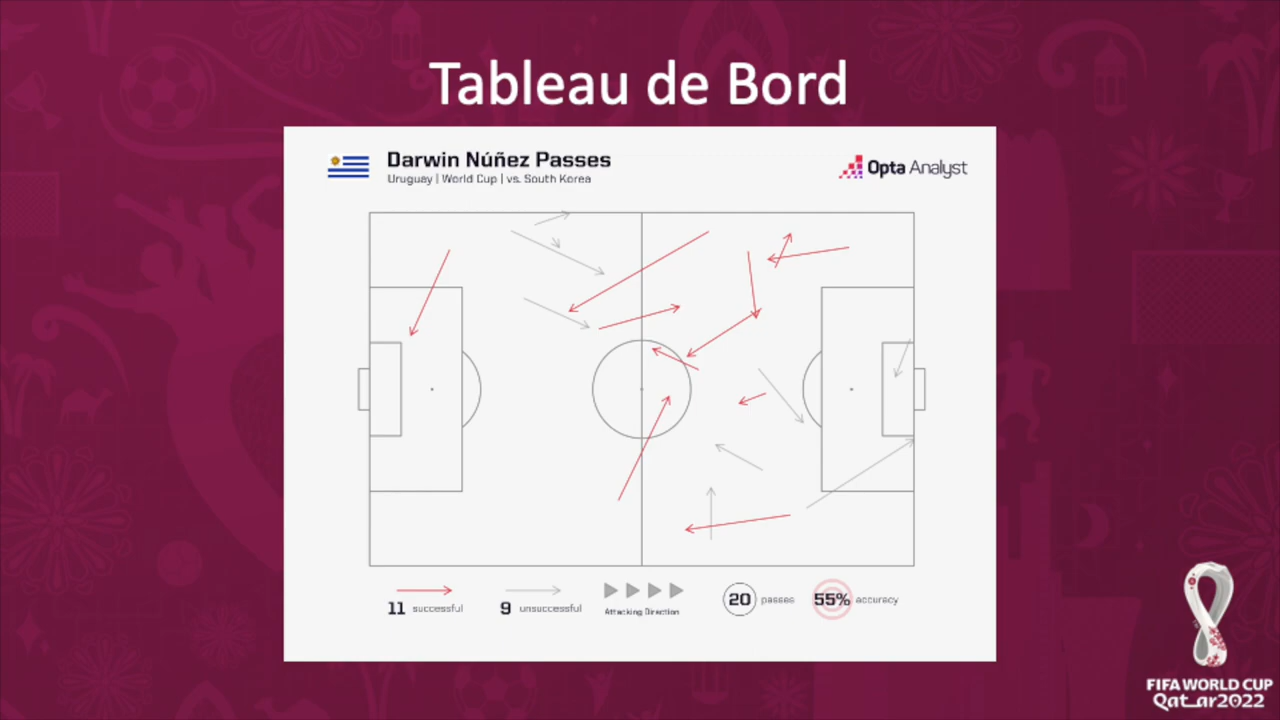 Tableau de Bord
Darwin Núñez Passes
Uruguay | World Cup | vs. South Korea
Opta Analyst
11 successful
9 unsuccessful
Attacking Direction
20 passes
55% accuracy
FIFA WORLD CUP
Qatar2022